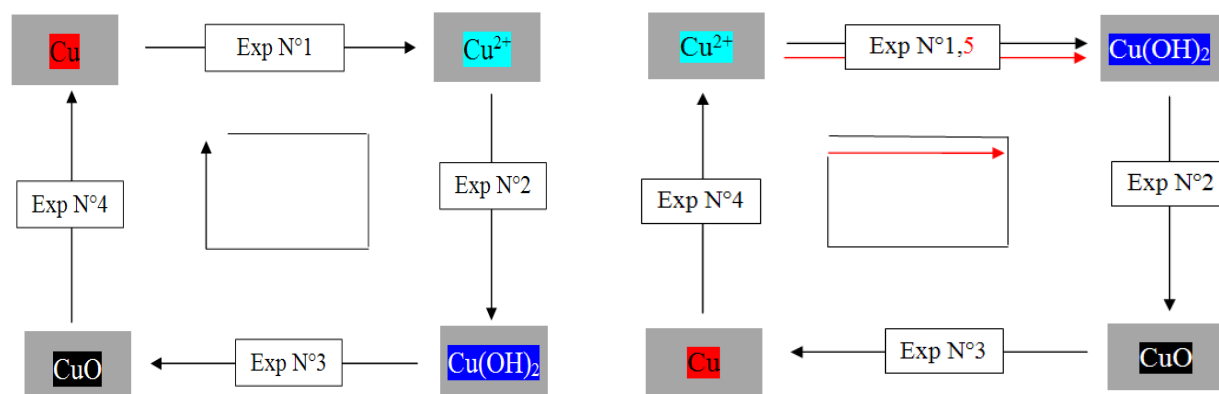 Cu
Exp N°1
Cu²⁺
Exp N°2
Cu(OH)₂
Exp N°3
CuO
Exp N°4
Cu²⁺
Exp N°1,5
Cu(OH)₂
Exp N°2
CuO
Exp N°3
Cu
Exp N°4